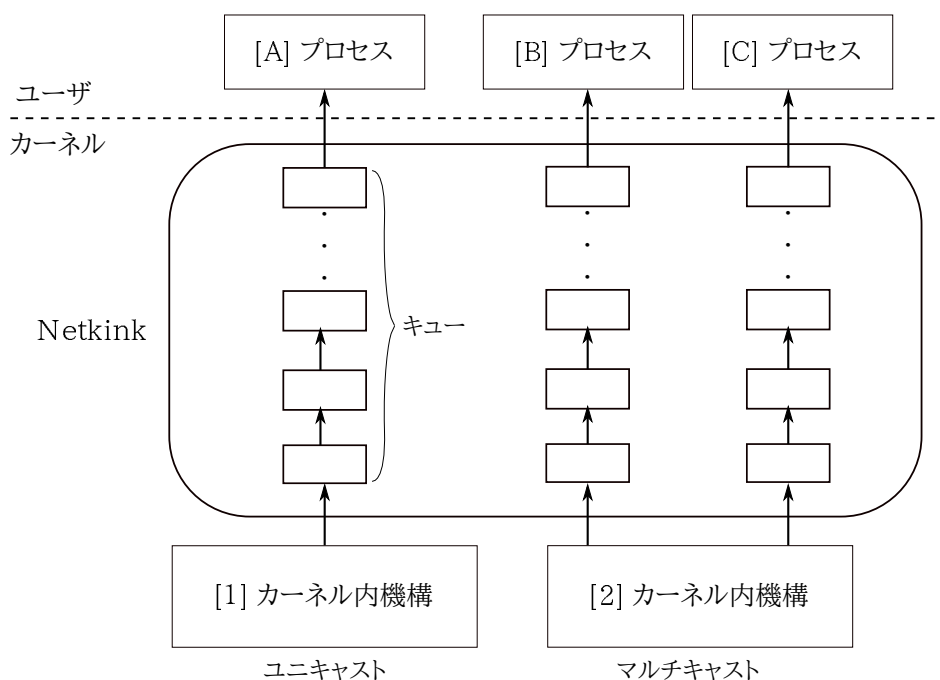 [A] プロセス
[B] プロセス
[C] プロセス
ユーザ
カーネル
Netkink
キュー
[1] カーネル内機構
[2] カーネル内機構
ユニキャスト
マルチキャスト